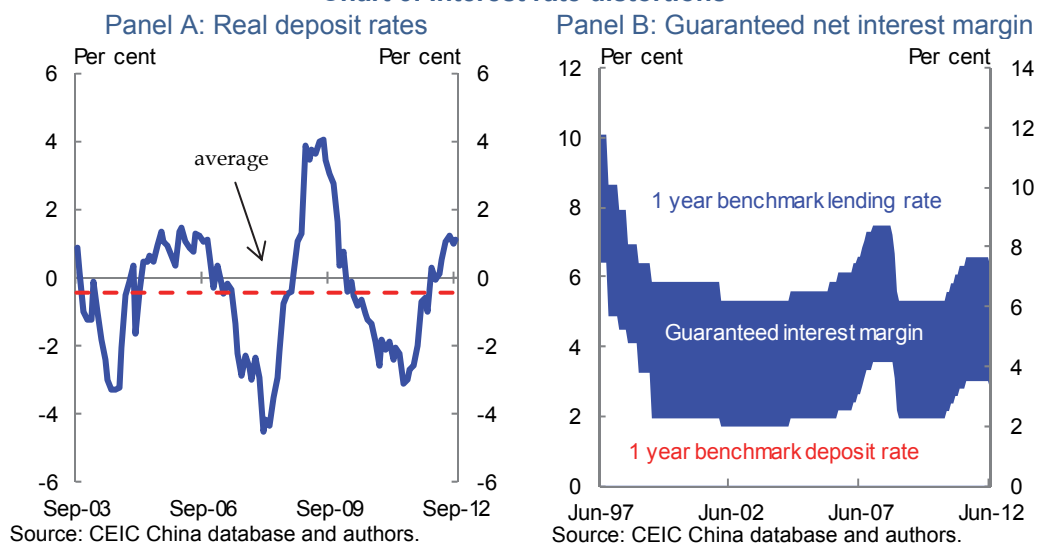 Panel A: Real deposit rates
Per cent Per cent
6 6
4 4
average
2 2
0 0
-2 -2
-4 -4
-6 -6
Sep-03 Sep-06 Sep-09 Sep-12
Source: CEIC China database and authors.
Panel B: Guaranteed net interest margin
Per cent Per cent
12 14
12
10
10
8
1 year benchmark lending rate
8
6
6
Guaranteed interest margin
4
4
2
2
1 year benchmark deposit rate
0 0
Jun-97 Jun-02 Jun-07 Jun-12
Source: CEIC China database and authors.